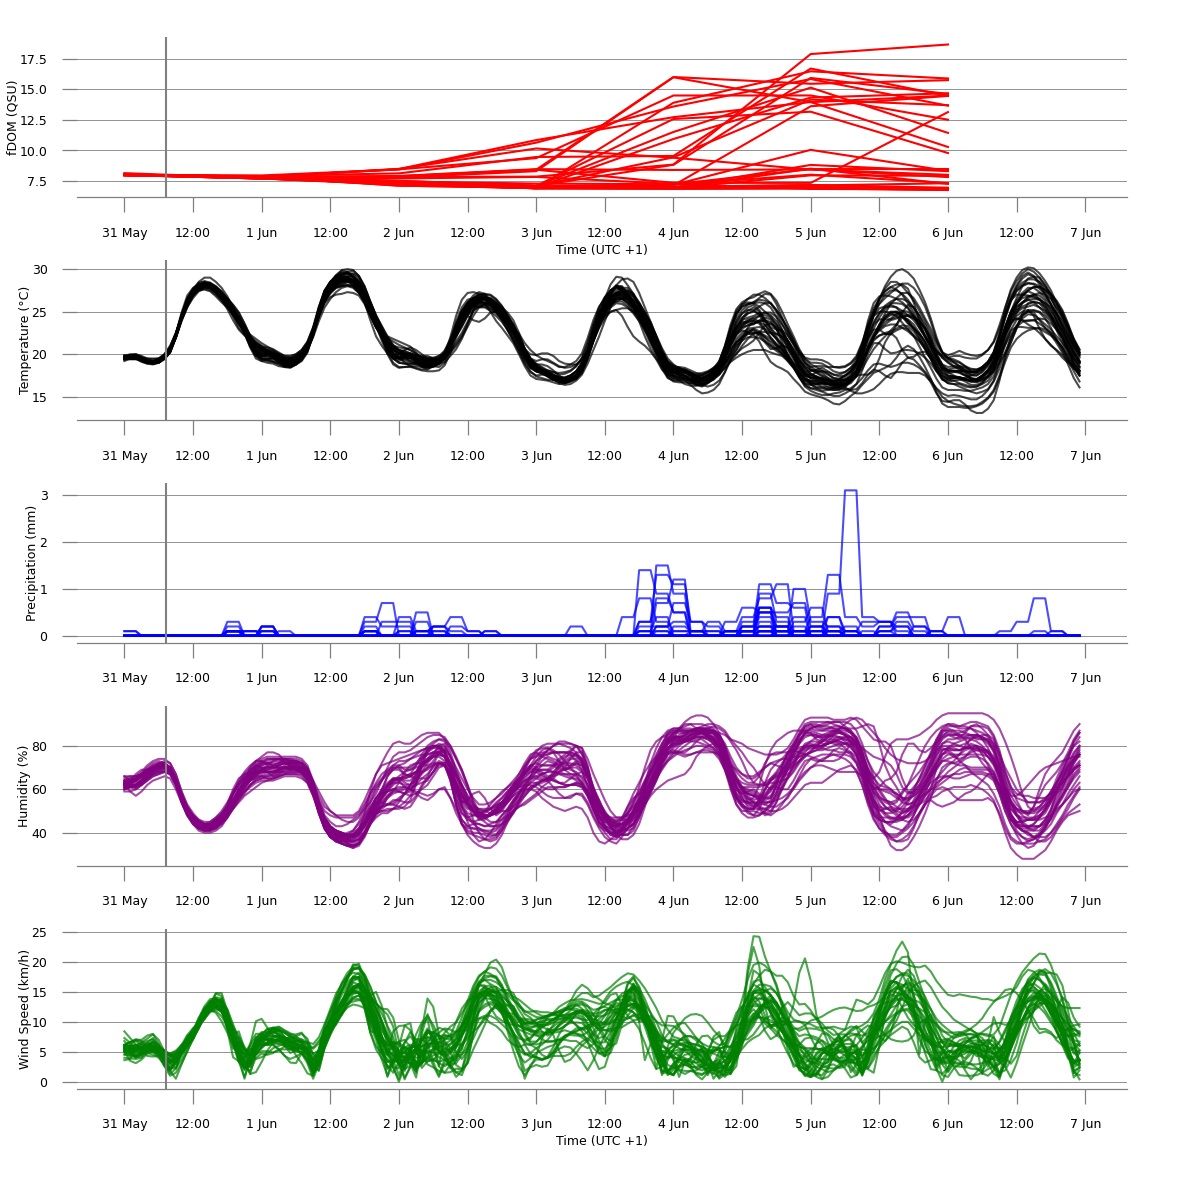 17.5
15.0
12.5
10.0
7.5
fDOM (QSU)
31 May 12:00 1 Jun 12:00 2 Jun 12:00 3 Jun 12:00 4 Jun 12:00 5 Jun 12:00 6 Jun 12:00 7 Jun
Time (UTC +1)
30
25
20
15
Temperature (°C)
31 May 12:00 1 Jun 12:00 2 Jun 12:00 3 Jun 12:00 4 Jun 12:00 5 Jun 12:00 6 Jun 12:00 7 Jun
3
2
1
0
Precipitation (mm)
31 May 12:00 1 Jun 12:00 2 Jun 12:00 3 Jun 12:00 4 Jun 12:00 5 Jun 12:00 6 Jun 12:00 7 Jun
80
60
40
Humidity (%)
31 May 12:00 1 Jun 12:00 2 Jun 12:00 3 Jun 12:00 4 Jun 12:00 5 Jun 12:00 6 Jun 12:00 7 Jun
25
20
15
10
5
0
Wind Speed (km/h)
31 May 12:00 1 Jun 12:00 2 Jun 12:00 3 Jun 12:00 4 Jun 12:00 5 Jun 12:00 6 Jun 12:00 7 Jun
Time (UTC +1)